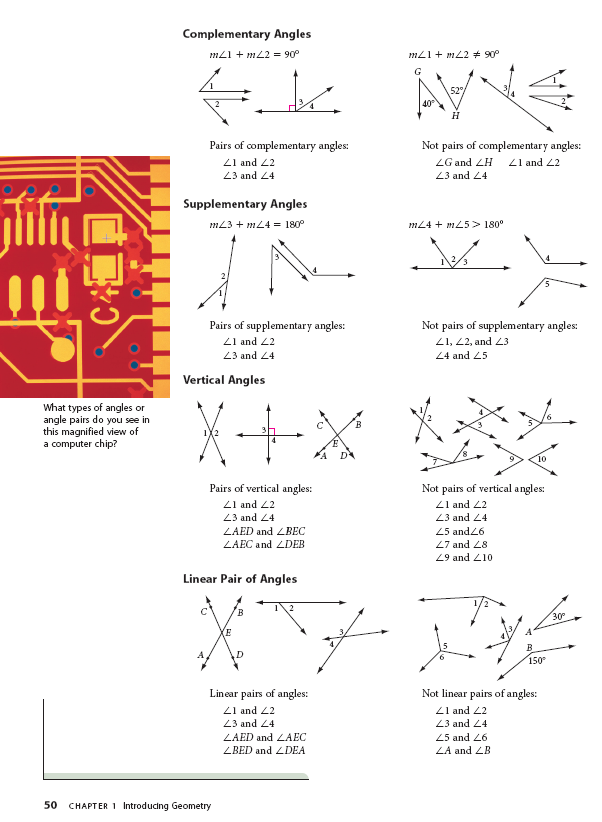 Complementary Angles
m∠1 + m∠2 = 90°
m∠1 + m∠2 ≠ 90°
1
2
3
4
G
40°
52°
H
3
4
1
2
Pairs of complementary angles:
∠1 and ∠2
∠3 and ∠4
Not pairs of complementary angles:
∠G and ∠H ∠1 and ∠2
∠3 and ∠4
Supplementary Angles
m∠3 + m∠4 = 180°
m∠4 + m∠5 > 180°
2
1
3
4
1 2 3
4
5
Pairs of supplementary angles:
∠1 and ∠2
∠3 and ∠4
Not pairs of supplementary angles:
∠1, ∠2, and ∠3
∠4 and ∠5
What types of angles or
angle pairs do you see in
this magnified view of
a computer chip?
Vertical Angles
1 2
3
4
C
B
E
A
D
1
2
4
3
5
6
7
8
9
10
Pairs of vertical angles:
∠1 and ∠2
∠3 and ∠4
∠AED and ∠BEC
∠AEC and ∠DEB
Not pairs of vertical angles:
∠1 and ∠2
∠3 and ∠4
∠5 and∠6
∠7 and ∠8
∠9 and ∠10
Linear Pair of Angles
C
B
E
A
D
1 2
3
4
1 2
5
6
3
4
30°
A
B
150°
Linear pairs of angles:
∠1 and ∠2
∠3 and ∠4
∠AED and ∠AEC
∠BED and ∠DEA
Not linear pairs of angles:
∠1 and ∠2
∠3 and ∠4
∠5 and ∠6
∠A and ∠B
50 CHAPTER 1 Introducing Geometry